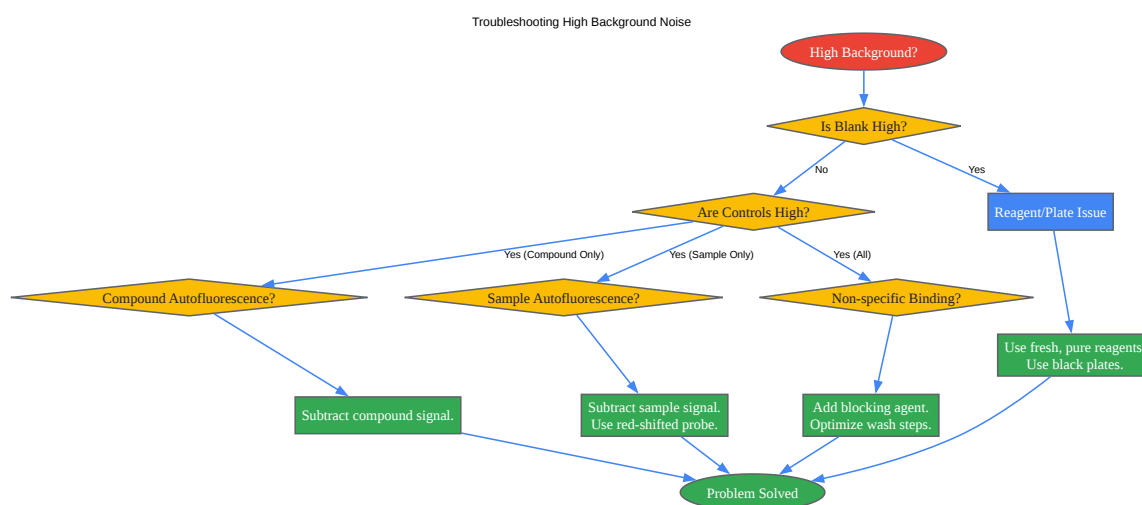 Troubleshooting High Background Noise
High Background?
Is Blank High?
No
Yes
Are Controls High?
Reagent/Plate Issue
Yes (Compound Only)
Yes (Sample Only)
Yes (All)
Compound Autofluorescence?
Sample Autofluorescence?
Non-specific Binding?
Use fresh, pure reagents
Use black plates.
Subtract compound signal.
Subtract sample signal.
Use red-shifted probe.
Add blocking agent.
Optimize wash steps.
Problem Solved